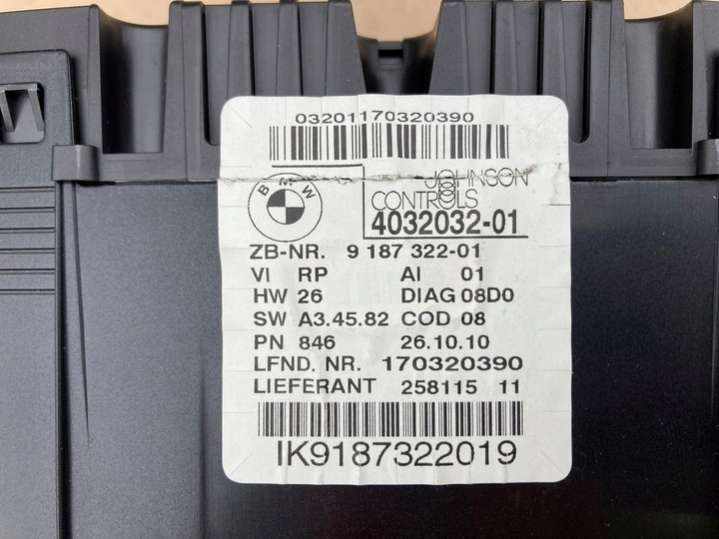 03201170320390
BMW
JOHNSON
CONTROLS
4032032-01
ZB-NR. 9 187 322-01
VI RP AI 01
HW 26 DIAG 08D0
SW A3.45.82 COD 08
PN 846 26.10.10
LFND. NR. 170320390
LIEFERANT 258115 11
IK9187322019